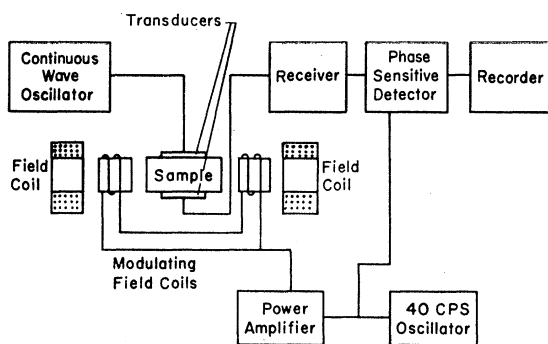 Transducers
Continuous
Wave
Oscillator
Receiver
Phase
Sensitive
Detector
Recorder
Field
Coil
Sample
Field
Coil
Modulating
Field Coils
Power
Amplifier
40 CPS
Oscillator